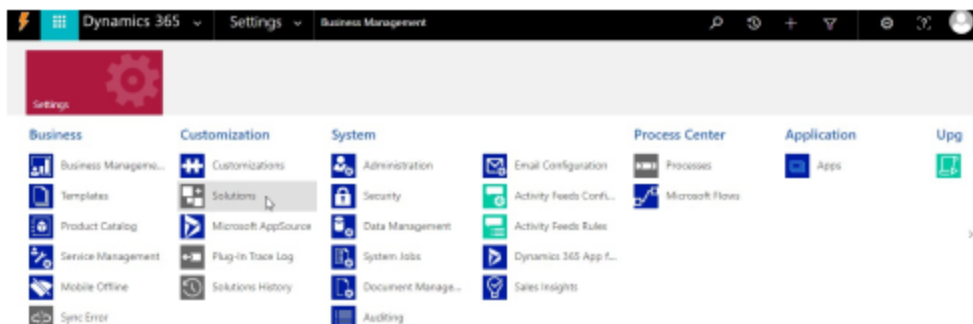 Dynamics 365 Settings Business Management
Settings
Business
Business Manageme...
Templates
Product Catalog
Service Management
Mobile Offline
Sync Error
Customization
Customizations
Solutions
Microsoft AppSource
Plug-In Trace Log
Solutions History
System
Administration
Security
Data Management
System Jobs
Document Manage...
Auditing
Email Configuration
Activity Feeds Confi...
Activity Feeds Rules
Dynamics 365 App f...
Sales Insights
Process Center
Processes
Microsoft Flows
Application
Apps
Upg